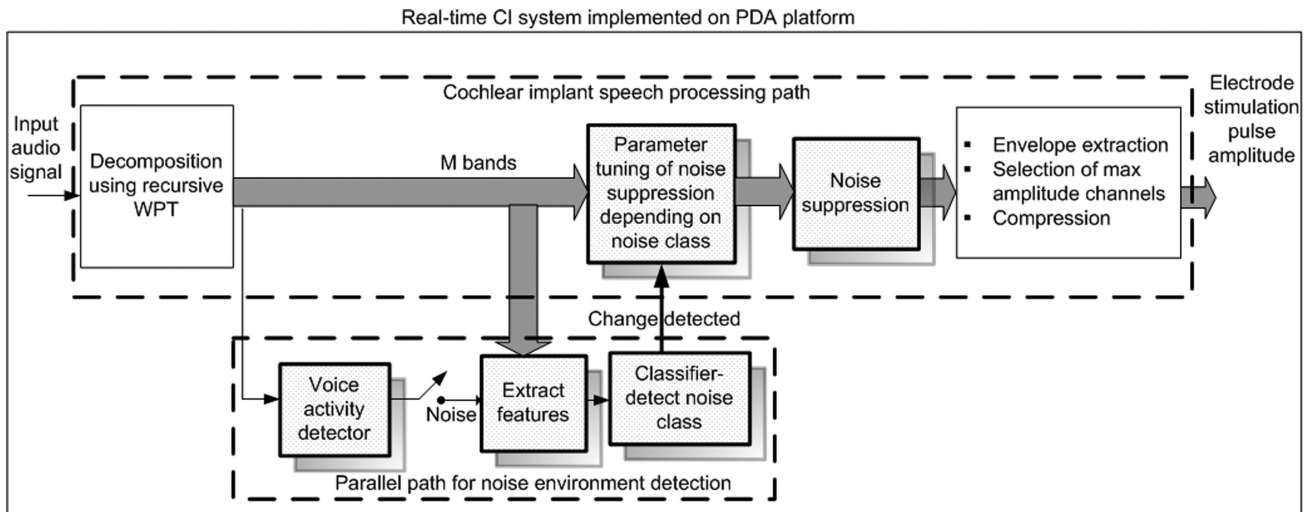 Real-time CI system implemented on PDA platform
Cochlear implant speech processing path
Input
audio
signal
Decomposition
using recursive
WPT
M bands
Parameter
tuning of noise
suppression
depending on
noise class
Noise
suppression
▪ Envelope extraction
▪ Selection of max
amplitude channels
▪ Compression
Electrode
stimulation
pulse
amplitude
Change detected
Voice
activity
detector
Noise
Extract
features
Classifier-
detect noise
class
Parallel path for noise environment detection